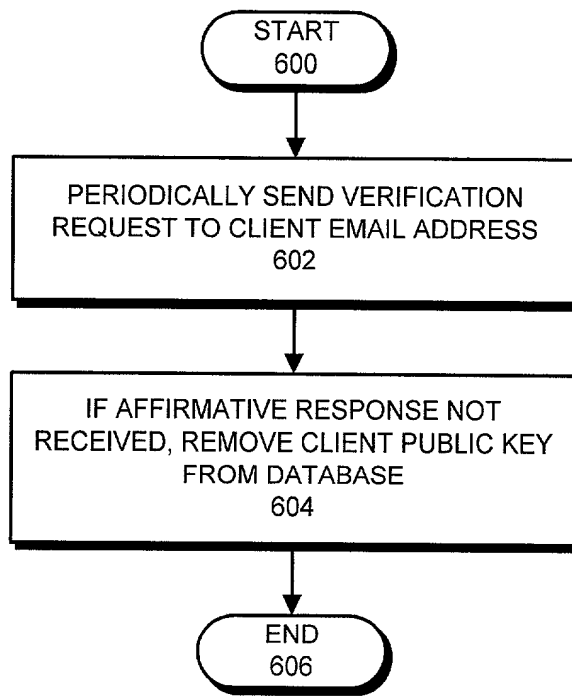 START
600
PERIODICALLY SEND VERIFICATION
REQUEST TO CLIENT EMAIL ADDRESS
602
IF AFFIRMATIVE RESPONSE NOT
RECEIVED, REMOVE CLIENT PUBLIC KEY
FROM DATABASE
604
END
606